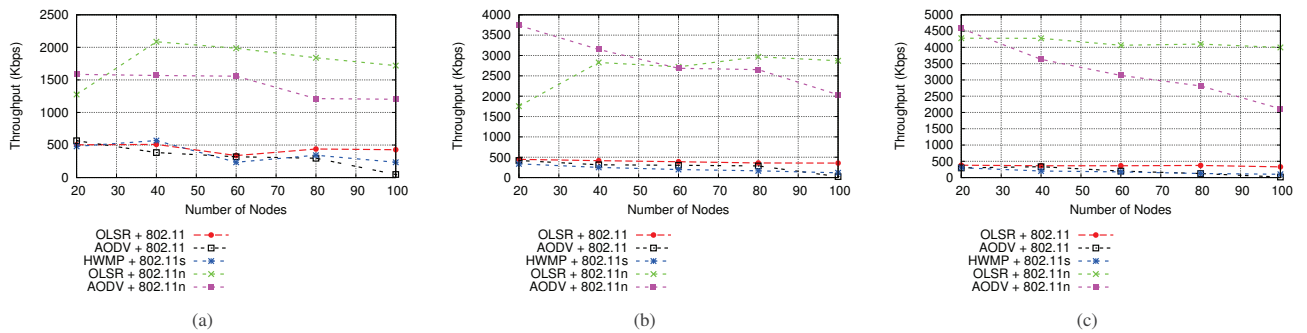 2500
2000
1500
1000
500
0
Throughput (Kbps)
20 30 40 50 60 70 80 90 100
Number of Nodes
OLSR + 802.11
AODV + 802.11
HWMP + 802.11s
OLSR + 802.11n
AODV + 802.11n
(a)
4000
3500
3000
2500
2000
1500
1000
500
0
Throughput (Kbps)
20 30 40 50 60 70 80 90 100
Number of Nodes
OLSR + 802.11
AODV + 802.11
HWMP + 802.11s
OLSR + 802.11n
AODV + 802.11n
(b)
5000
4500
4000
3500
3000
2500
2000
1500
1000
500
0
Throughput (Kbps)
20 30 40 50 60 70 80 90 100
Number of Nodes
OLSR + 802.11
AODV + 802.11
HWMP + 802.11s
OLSR + 802.11n
AODV + 802.11n
(c)